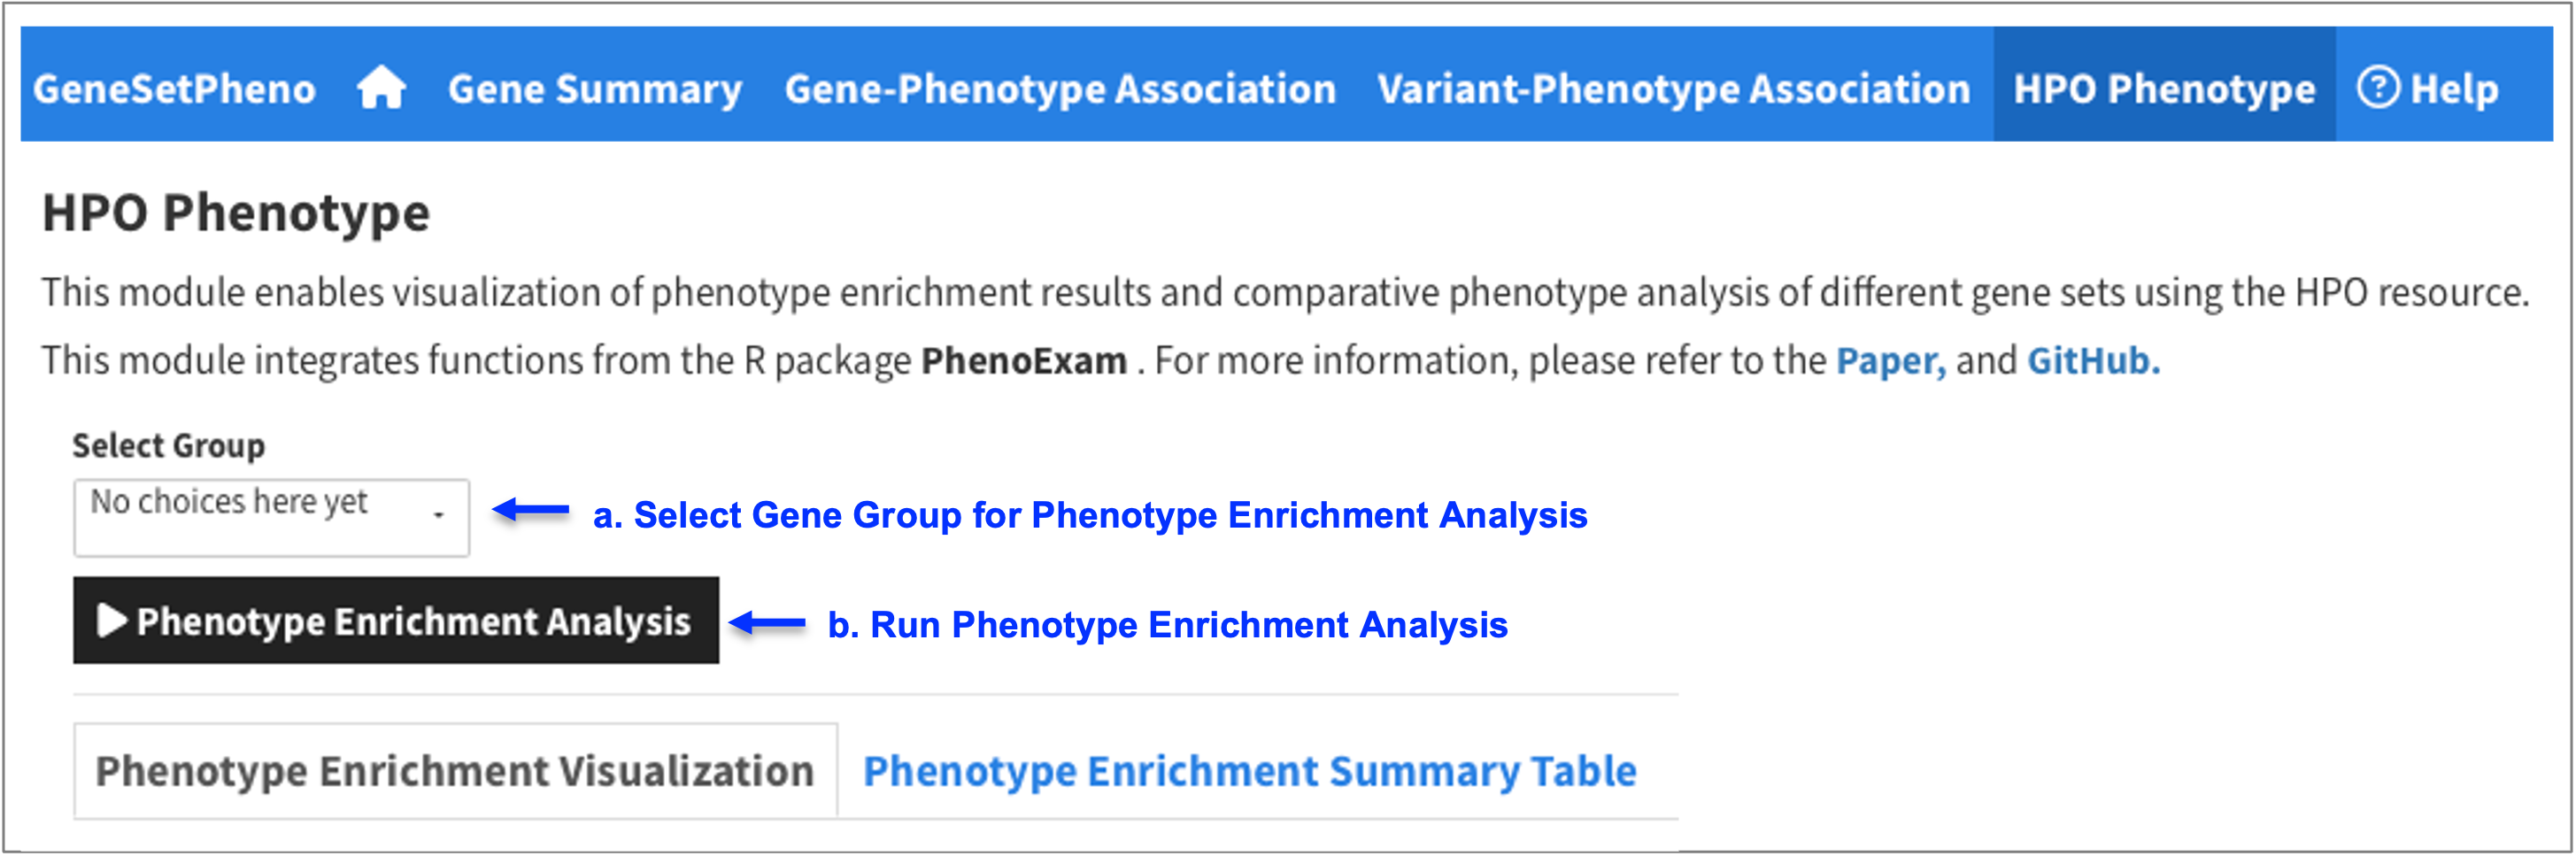 GeneSetPheno Gene Summary Gene-Phenotype Association Variant-Phenotype Association HPO Phenotype ? Help
HPO Phenotype
This module enables visualization of phenotype enrichment results and comparative phenotype analysis of different gene sets using the HPO resource.
This module integrates functions from the R package PhenoExam . For more information, please refer to the Paper, and GitHub.
Select Group
No choices here yet
a. Select Gene Group for Phenotype Enrichment Analysis
Phenotype Enrichment Analysis
b. Run Phenotype Enrichment Analysis
Phenotype Enrichment Visualization Phenotype Enrichment Summary Table